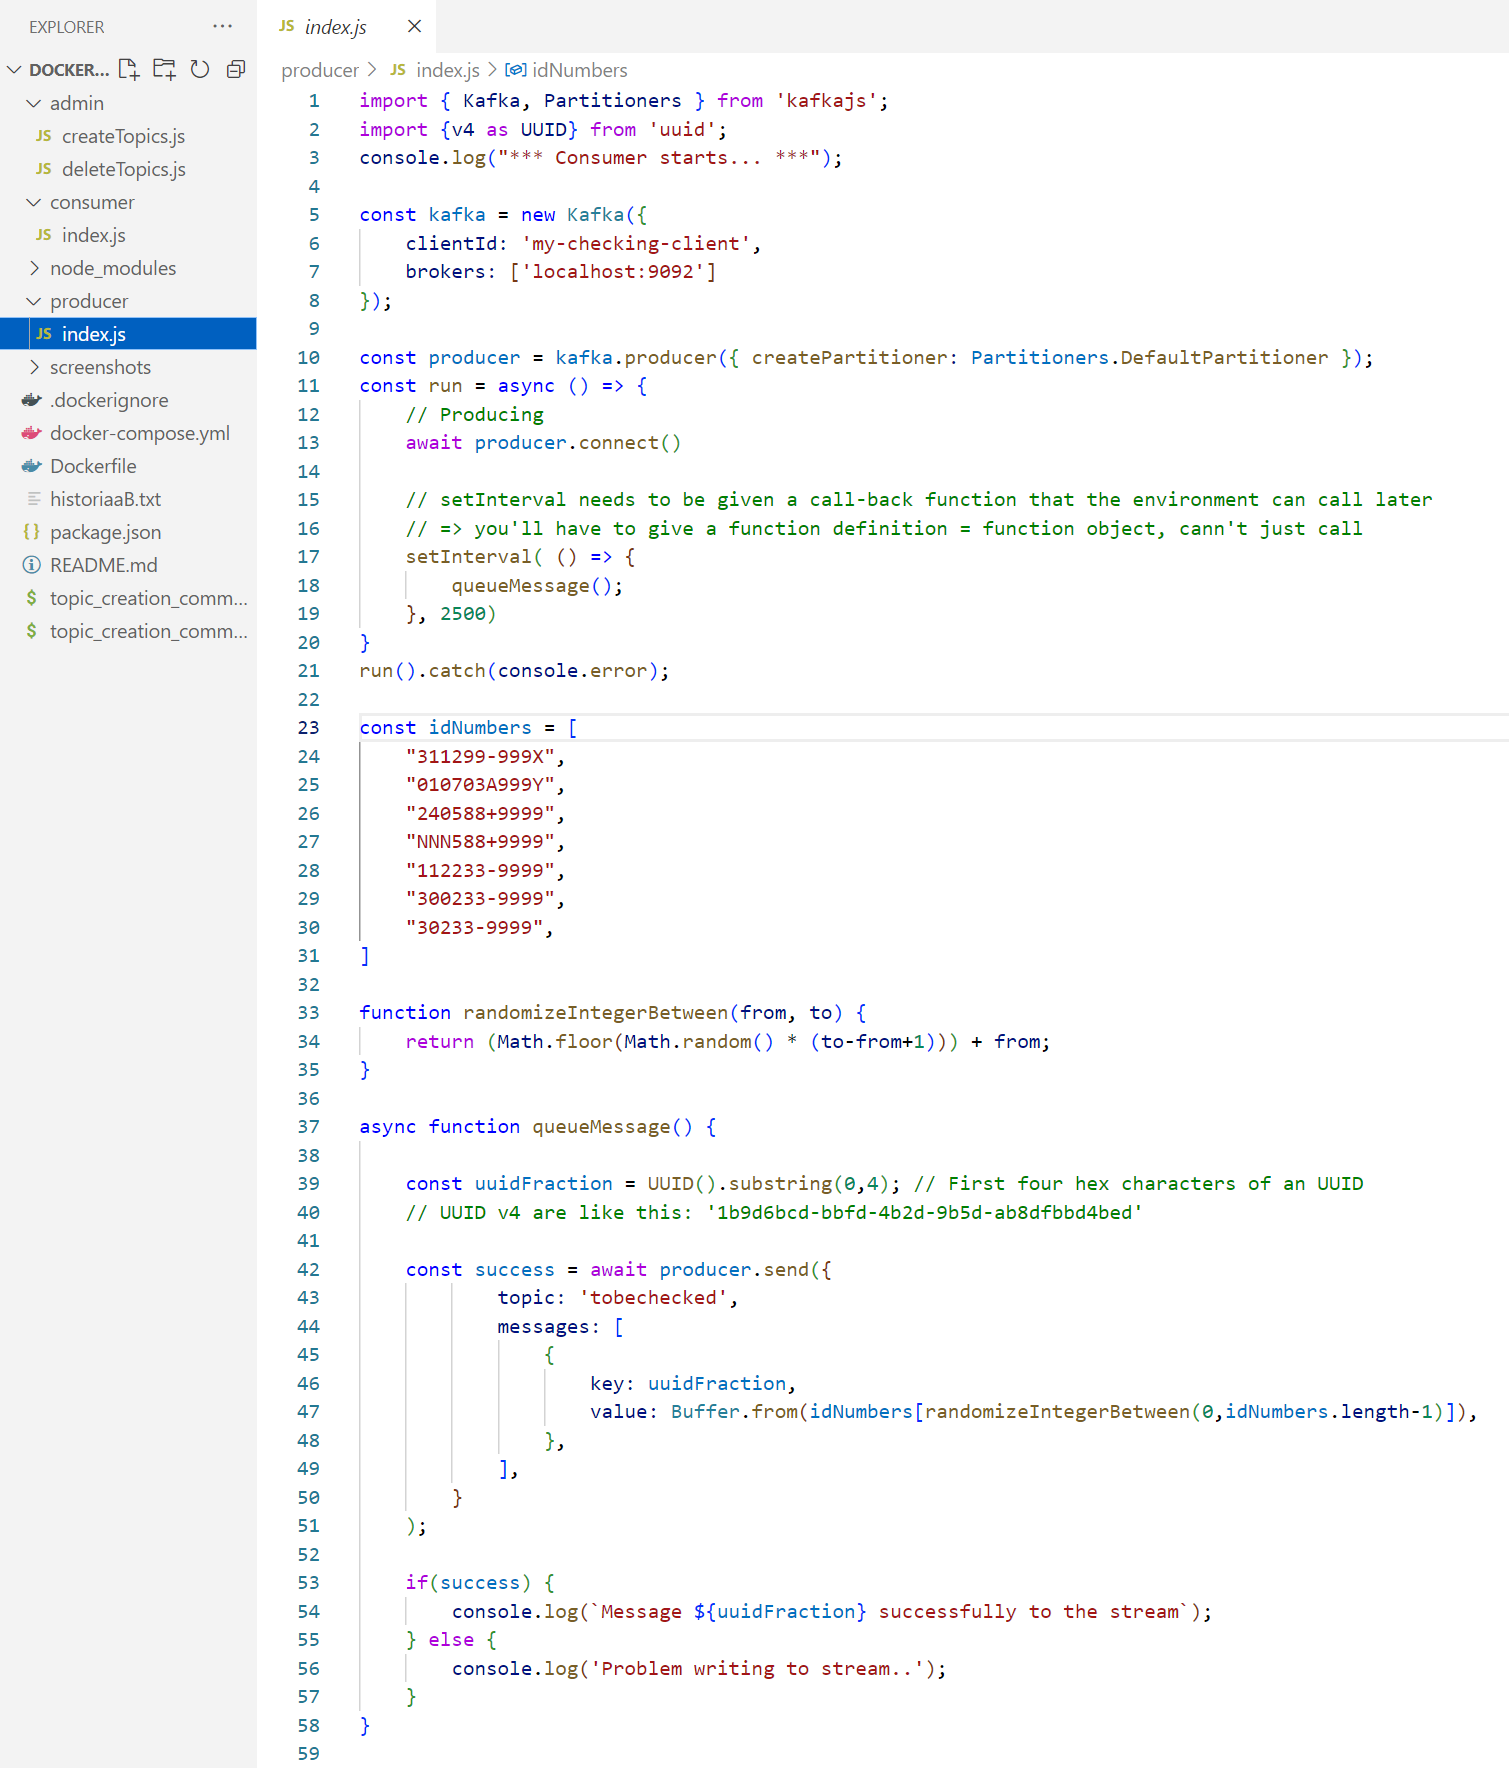 EXPLORER
DOCKER...
admin
JS createTopics.js
JS deleteTopics.js
consumer
JS index.js
node_modules
producer
JS index.js
screenshots
.dockerignore
docker-compose.yml
Dockerfile
historiaaB.txt
{} package.json
README.md
$ topic_creation_comm...
$ topic_creation_comm...
JS index.js
producer > JS index.js > idNumbers
1 import { Kafka, Partitioners } from 'kafkajs';
2 import {v4 as UUID} from 'uuid';
3 console.log("*** Consumer starts... ***");
4
5 const kafka = new Kafka({
6     clientId: 'my-checking-client',
7     brokers: ['localhost:9092']
8 });
9
10 const producer = kafka.producer({ createPartitioner: Partitioners.DefaultPartitioner });
11 const run = async () => {
12     // Producing
13     await producer.connect()
14
15     // setInterval needs to be given a call-back function that the environment can call later
16     // => you'll have to give a function definition = function object, cann't just call
17     setInterval( () => {
18         queueMessage();
19     }, 2500)
20 }
21 run().catch(console.error);
22
23 const idNumbers = [
24     "311299-999X",
25     "010703A999Y",
26     "240588+9999",
27     "NNN588+9999",
28     "112233-9999",
29     "300233-9999",
30     "30233-9999",
31 ]
32
33 function randomizeIntegerBetween(from, to) {
34     return (Math.floor(Math.random() * (to-from+1))) + from;
35 }
36
37 async function queueMessage() {
38
39     const uuidFraction = UUID().substring(0,4); // First four hex characters of an UUID
40     // UUID v4 are like this: '1b9d6bcd-bbfd-4b2d-9b5d-ab8dfbbd4bed'
41
42     const success = await producer.send({
43             topic: 'tobechecked',
44             messages: [
45                 {
46                     key: uuidFraction,
47                     value: Buffer.from(idNumbers[randomizeIntegerBetween(0,idNumbers.length-1)]),
48                 },
49             ],
50         }
51     );
52
53     if(success) {
54         console.log(`Message ${uuidFraction} successfully to the stream`);
55     } else {
56         console.log('Problem writing to stream..');
57     }
58 }
59